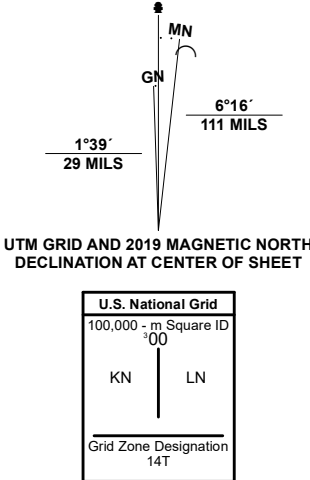 MN
GN
6°16´
111 MILS
1°39´
29 MILS
UTM GRID AND 2019 MAGNETIC NORTH
DECLINATION AT CENTER OF SHEET
U.S. National Grid
100,000 - m Square ID
³00
KN LN
Grid Zone Designation
14T